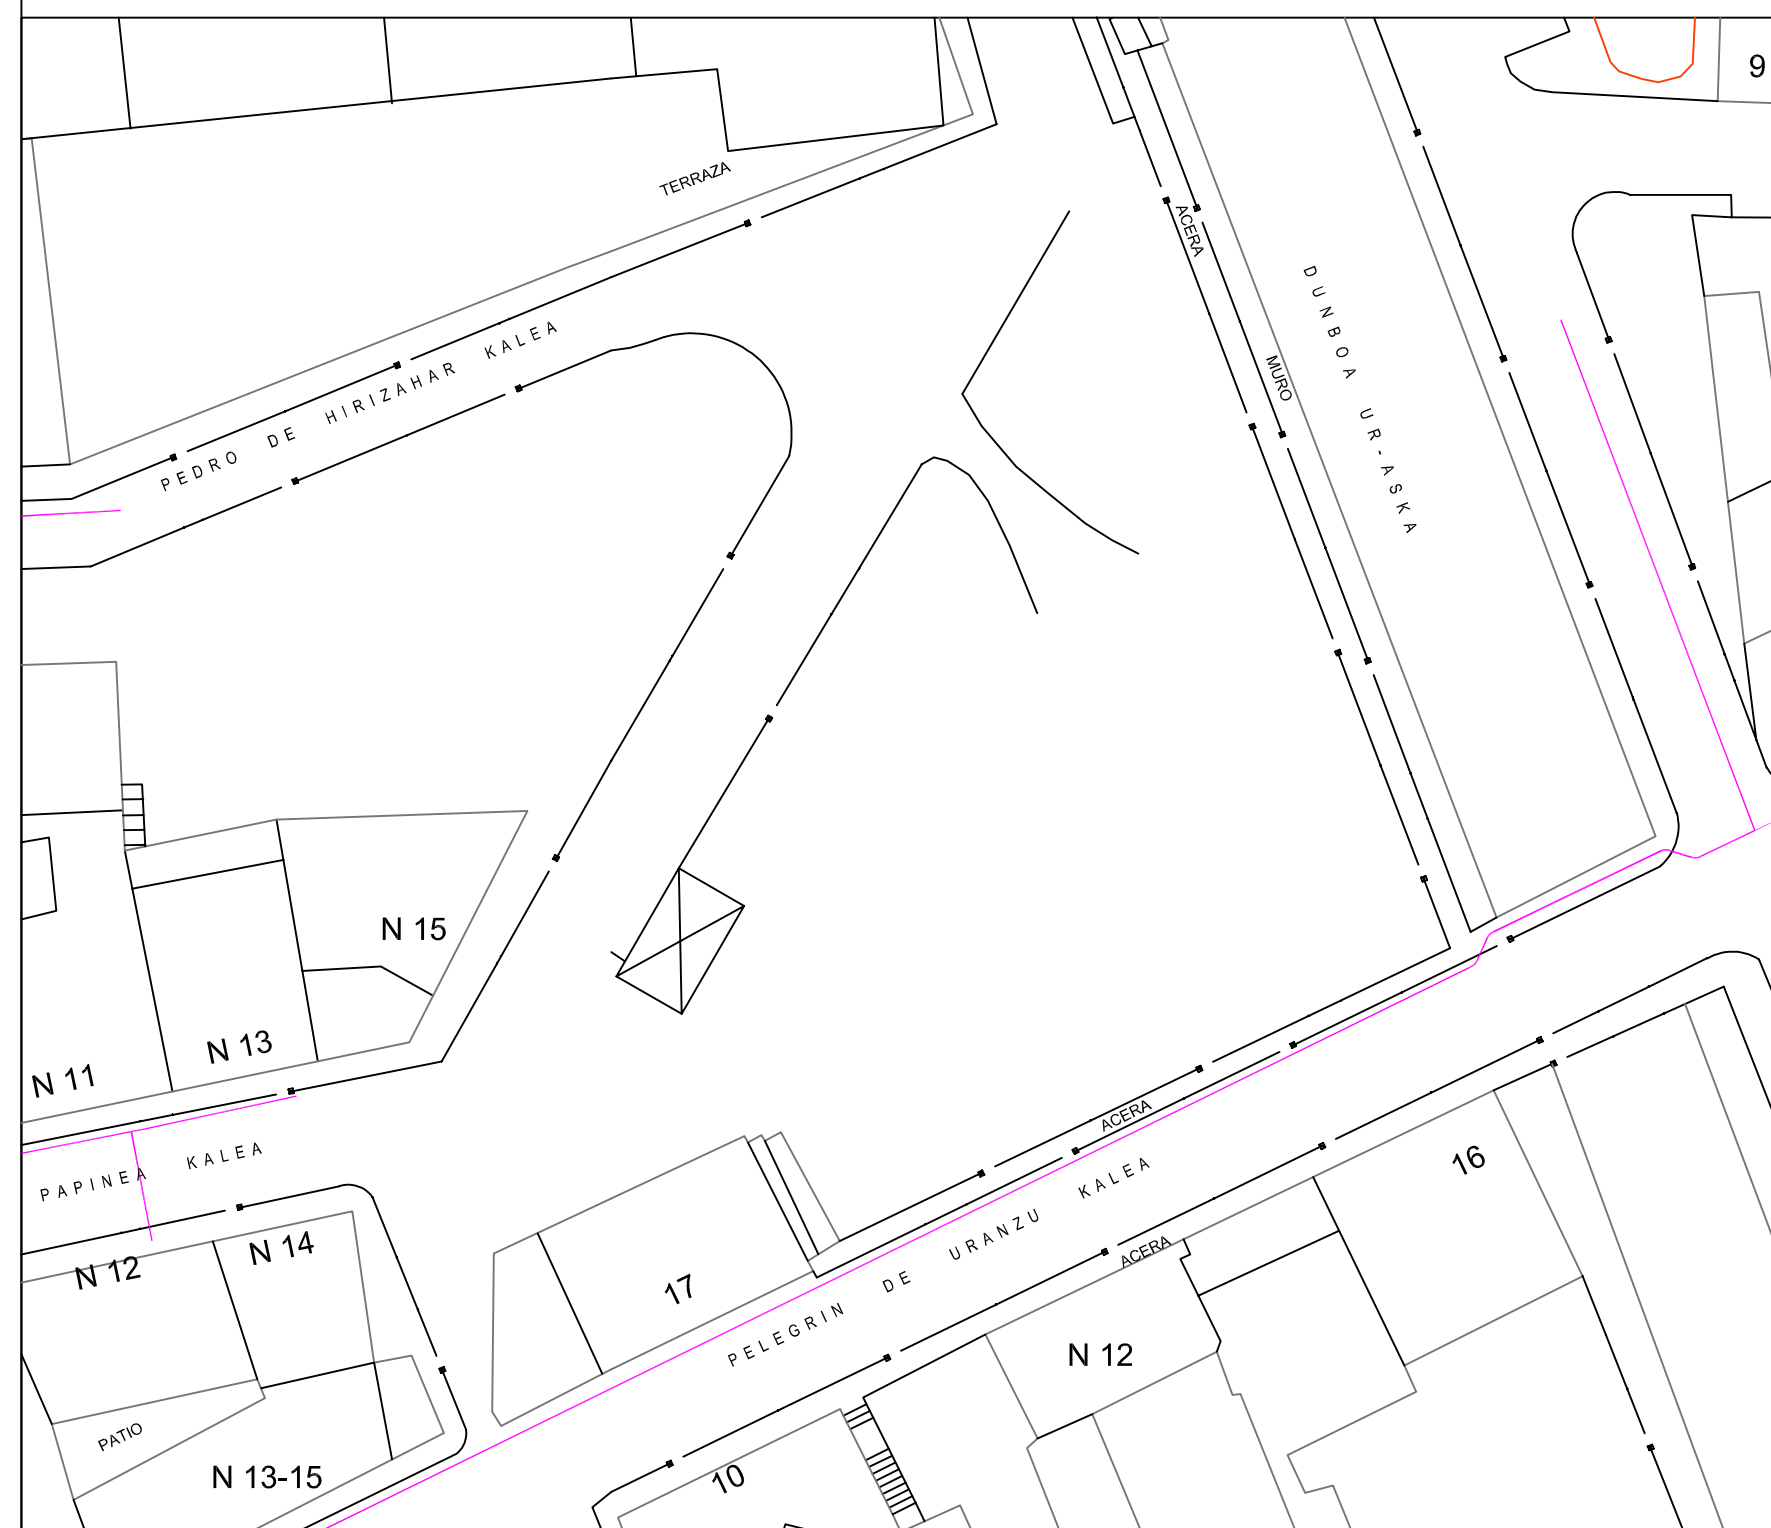 9
TERRAZA
ACERA
PEDRO DE HIRIZAHAR KALEA
MURO
DUNBOA UR-ASKA
N 15
N 13
N 11
ACERA
PAPINEA KALEA
16
N 14
N 12
17
PELEGRIN DE URANZU KALEA
ACERA
N 12
PATIO
N 13-15
10